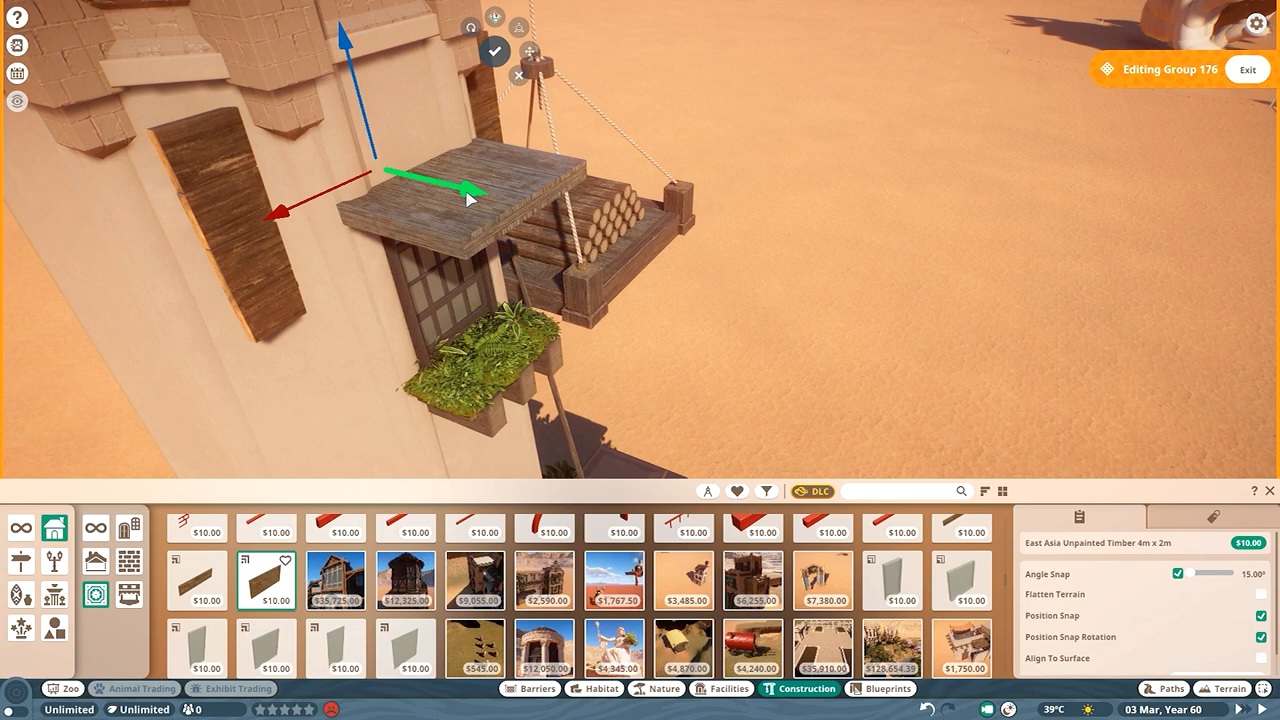 ?
Editing Group 176
Exit
DLC
?
$10.00 $10.00 $10.00 $10.00 $10.00 $10.00 $10.00 $10.00 $10.00 $10.00 $10.00 $10.00
$10.00 $10.00 $35,725.00 $12,325.00 $9,055.00 $2,590.00 $1,767.50 $3,485.00 $6,255.00 $7,380.00 $10.00 $10.00
$10.00 $10.00 $10.00 $10.00 $545.00 $12,050.00 $4,345.00 $4,870.00 $4,240.00 $35,910.00 $128,654.39 $1,750.00
East Asia Unpainted Timber 4m x 2m $10.00
Angle Snap 15.00°
Flatten Terrain
Position Snap
Position Snap Rotation
Align To Surface
Zoo Animal Trading Exhibit Trading Barriers Habitat Nature Facilities Construction Blueprints Paths Terrain
Unlimited Unlimited 0 39°C 03 Mar, Year 60